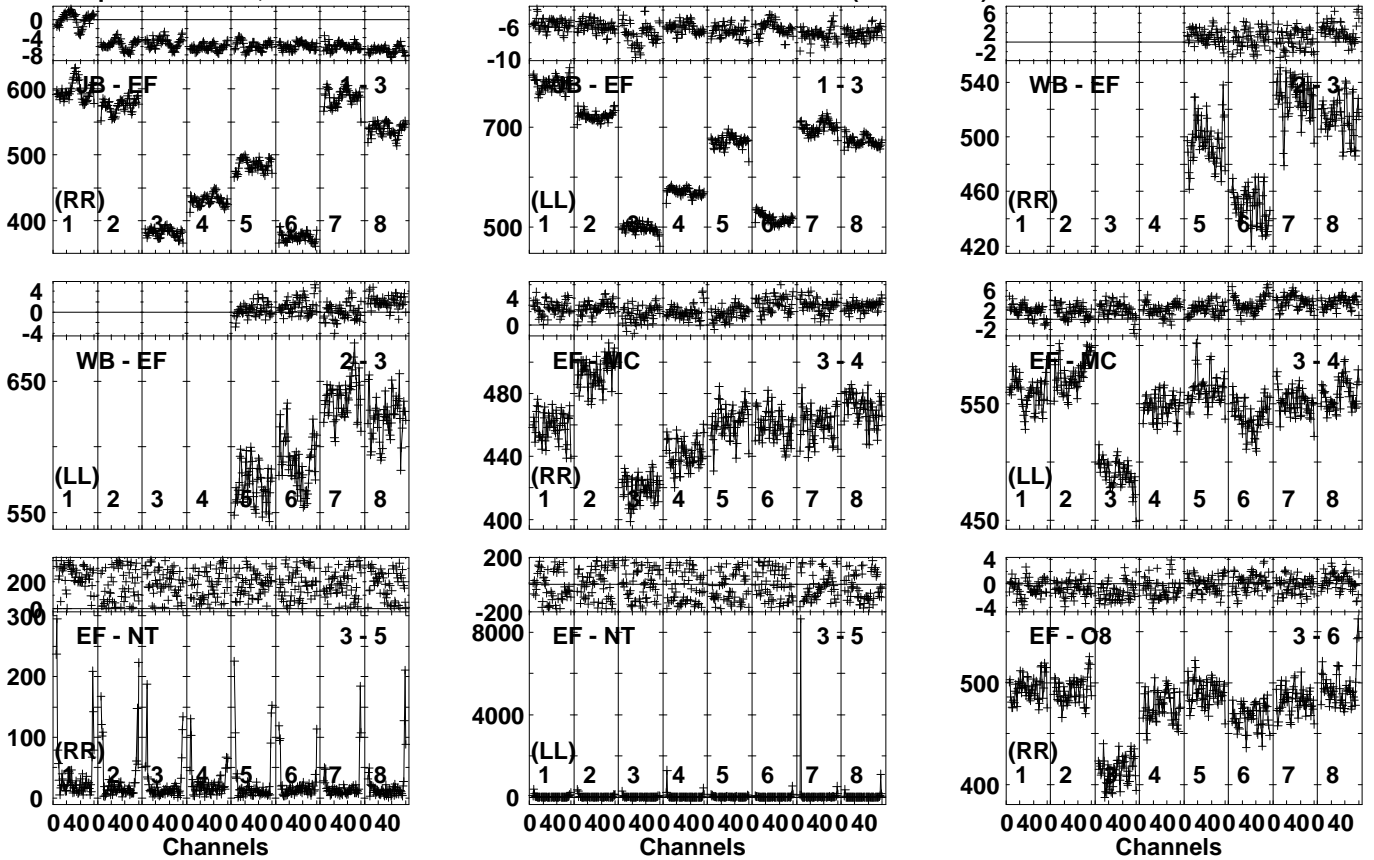 0 -4 -8
600 500 400
JB - EF 1 - 3
(RR)
1 2 3 4 5 6 7 8
-6 -10
700 500
JB - EF 1 - 3
(LL)
1 2 3 4 5 6 7 8
6 2 -2
540 500 460 420
WB - EF 2 - 3
(RR)
1 2 3 4 5 6 7 8
4 0 -4
650 550
WB - EF 2 - 3
(LL)
1 2 3 4 5 6 7 8
4 0
480 440 400
EF - MC 3 - 4
(RR)
1 2 3 4 5 6 7 8
6 2 -2
550 450
EF - MC 3 - 4
(LL)
1 2 3 4 5 6 7 8
200 0
300 200 100 0
EF - NT 3 - 5
(RR)
1 2 3 4 5 6 7 8
0 40 0 40 0 40 0 40 0 40 0 40 0 40 0 40
Channels
200 0 -200
8000 4000 0
EF - NT 3 - 5
(LL)
1 2 3 4 5 6 7 8
0 40 0 40 0 40 0 40 0 40 0 40 0 40 0 40
Channels
4 0 -4
500 400
EF - O8 3 - 6
(RR)
1 2 3 4 5 6 7 8
0 40 0 40 0 40 0 40 0 40 0 40 0 40 0 40
Channels